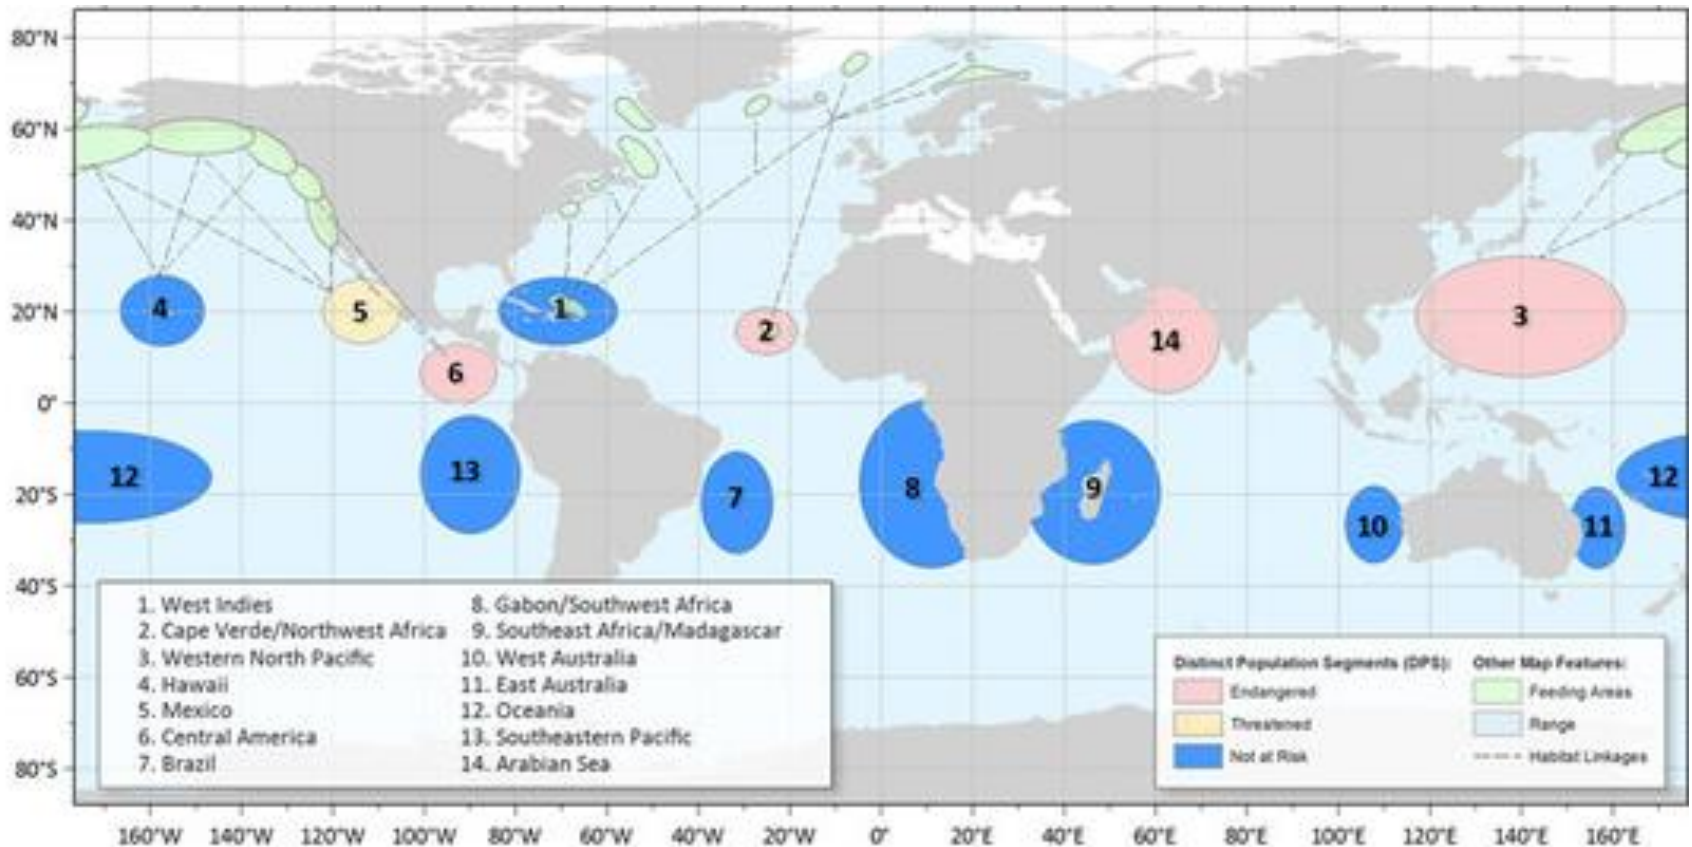 80°N
60°N
40°N
20°N
0°
20°S
40°S
60°S
80°S
4
5
1
2
14
3
6
12
13
7
8
9
10
11
12
1. West Indies
2. Cape Verde/Northwest Africa
3. Western North Pacific
4. Hawaii
5. Mexico
6. Central America
7. Brazil
8. Gabon/Southwest Africa
9. Southeast Africa/Madagascar
10. West Australia
11. East Australia
12. Oceania
13. Southeastern Pacific
14. Arabian Sea
Distinct Population Segments (DPS):
Endangered
Threatened
Not at Risk
Other Map Features:
Feeding Areas
Range
Habitat Linkages
160°W 140°W 120°W 100°W 80°W 60°W 40°W 20°W 0° 20°E 40°E 60°E 80°E 100°E 120°E 140°E 160°E